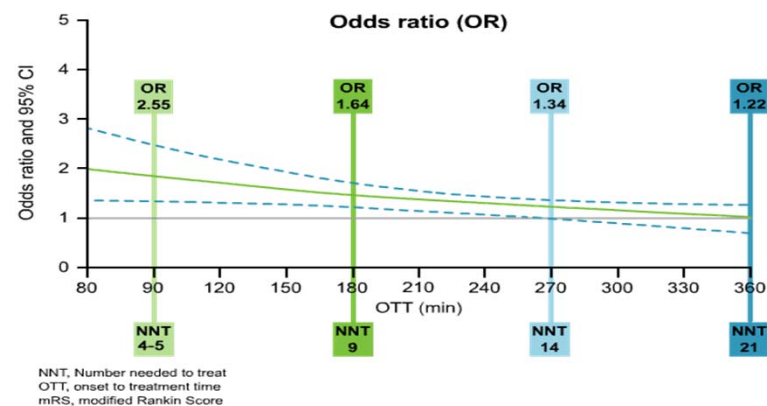 Odds ratio (OR)
Odds ratio and 95% CI
5
4
3
2
1
0
OR
2.55
OR
1.64
OR
1.34
OR
1.22
80 90 120 150 180 210 240 270 300 330 360
OTT (min)
NNT
4-5
NNT
9
NNT
14
NNT
21
NNT, Number needed to treat
OTT, onset to treatment time
mRS, modified Rankin Score